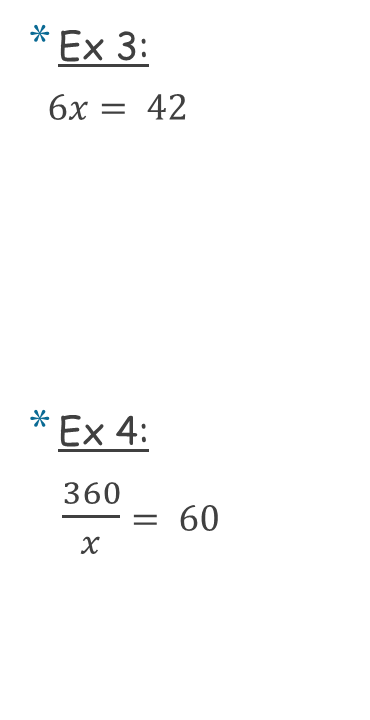 * Ex 3:
6x = 42
* Ex 4:
360/x = 60